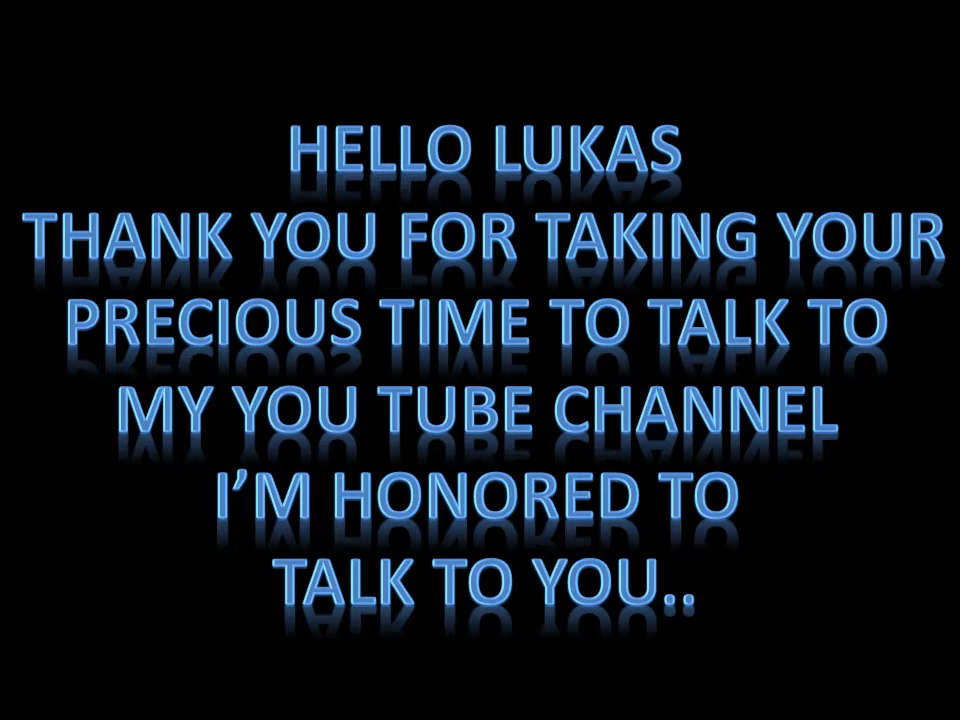 HELLO LUKAS
THANK YOU FOR TAKING YOUR
PRECIOUS TIME TO TALK TO
MY YOU TUBE CHANNEL
I’M HONORED TO
TALK TO YOU..